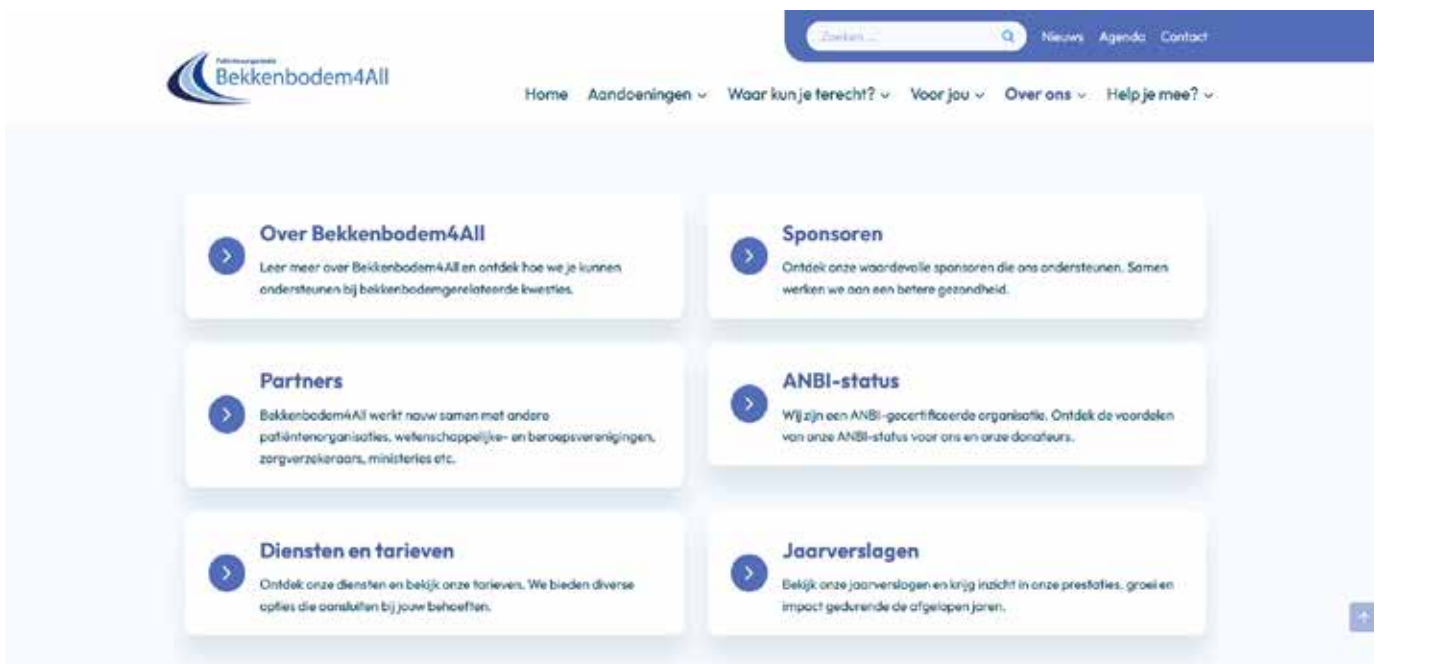 Zoeken ...
Nieuws Agenda Contact
Patiëntenorganisatie
Bekkenbodem4All
Home Aandoeningen Waar kun je terecht? Voor jou Over ons Help je mee?
Over Bekkenbodem4All
Leer meer over Bekkenbodem4All en ontdek hoe we je kunnen
ondersteunen bij bekkenbodemgerelateerde kwesties.
Sponsoren
Ontdek onze waardevolle sponsoren die ons ondersteunen. Samen
werken we aan een betere gezondheid.
Partners
Bekkenbodem4All werkt nauw samen met andere
patiëntenorganisaties, wetenschappelijke- en beroepsverenigingen,
zorgverzekeraars, ministeries etc.
ANBI-status
Wij zijn een ANBI-gecertificeerde organisatie. Ontdek de voordelen
van onze ANBI-status voor ons en onze donateurs.
Diensten en tarieven
Ontdek onze diensten en bekijk onze tarieven. We bieden diverse
opties die aansluiten bij jouw behoeften.
Jaarverslagen
Bekijk onze jaarverslagen en krijg inzicht in onze prestaties, groei en
impact gedurende de afgelopen jaren.